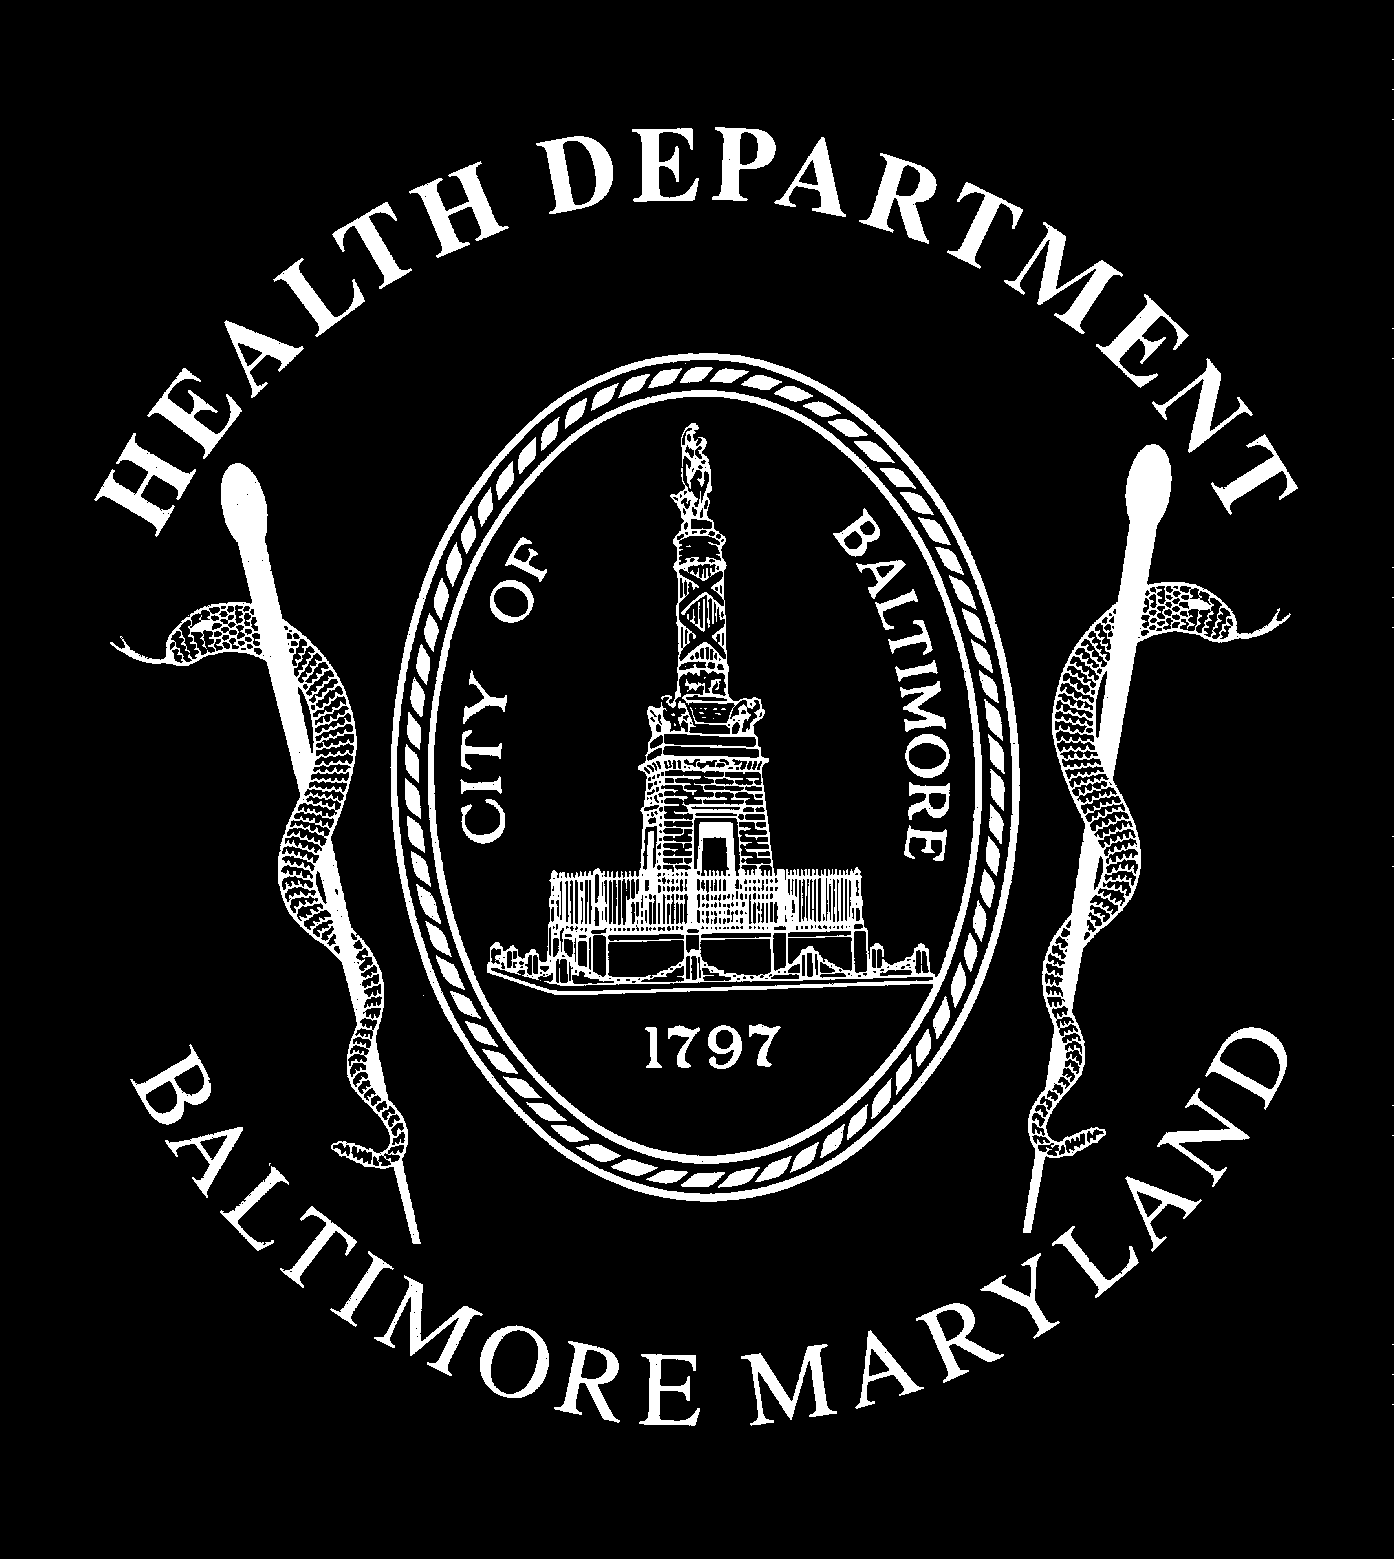 HEALTH DEPARTMENT
CITY OF BALTIMORE
1797
BALTIMORE MARYLAND